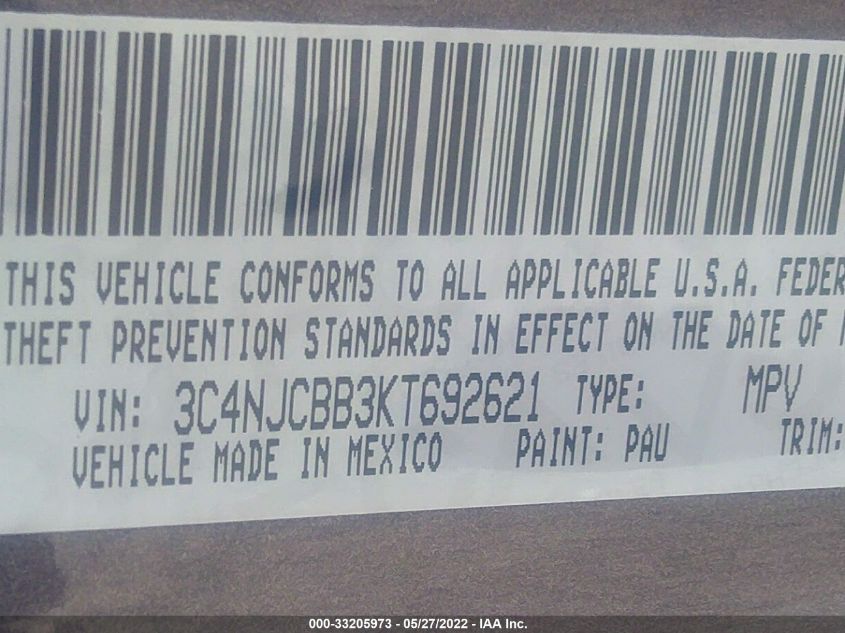 THIS VEHICLE CONFORMS TO ALL APPLICABLE U.S.A. FEDER
THEFT PREVENTION STANDARDS IN EFFECT ON THE DATE OF
VIN: 3C4NJCBB3KT692621 TYPE: MPV
VEHICLE MADE IN MEXICO PAINT: PAU TRIM:
000-33205973 - 05/27/2022 - IAA Inc.